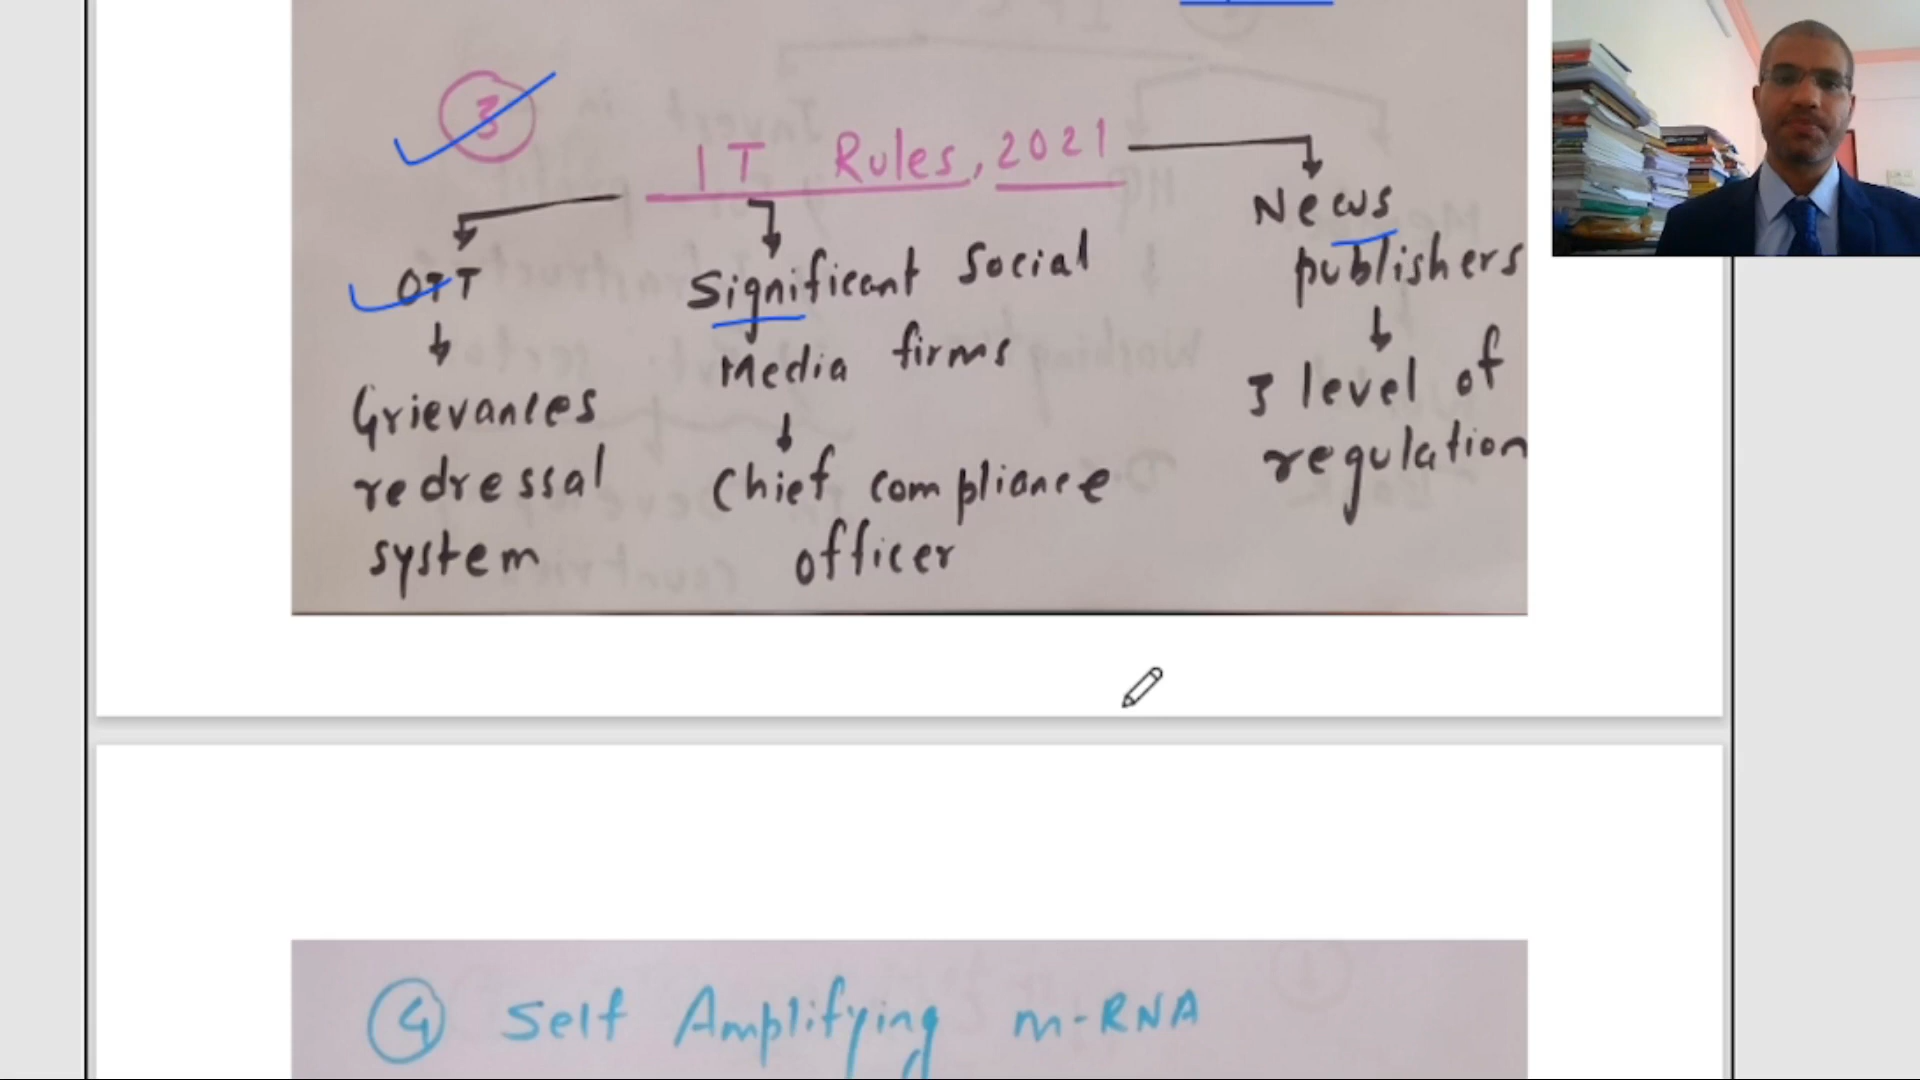 3
IT Rules, 2021
OTT
Grievances
redressal
system
Significant Social
Media firms
Chief compliance
officer
News
publishers
3 level of
regulation
4 Self Amplifying m-RNA